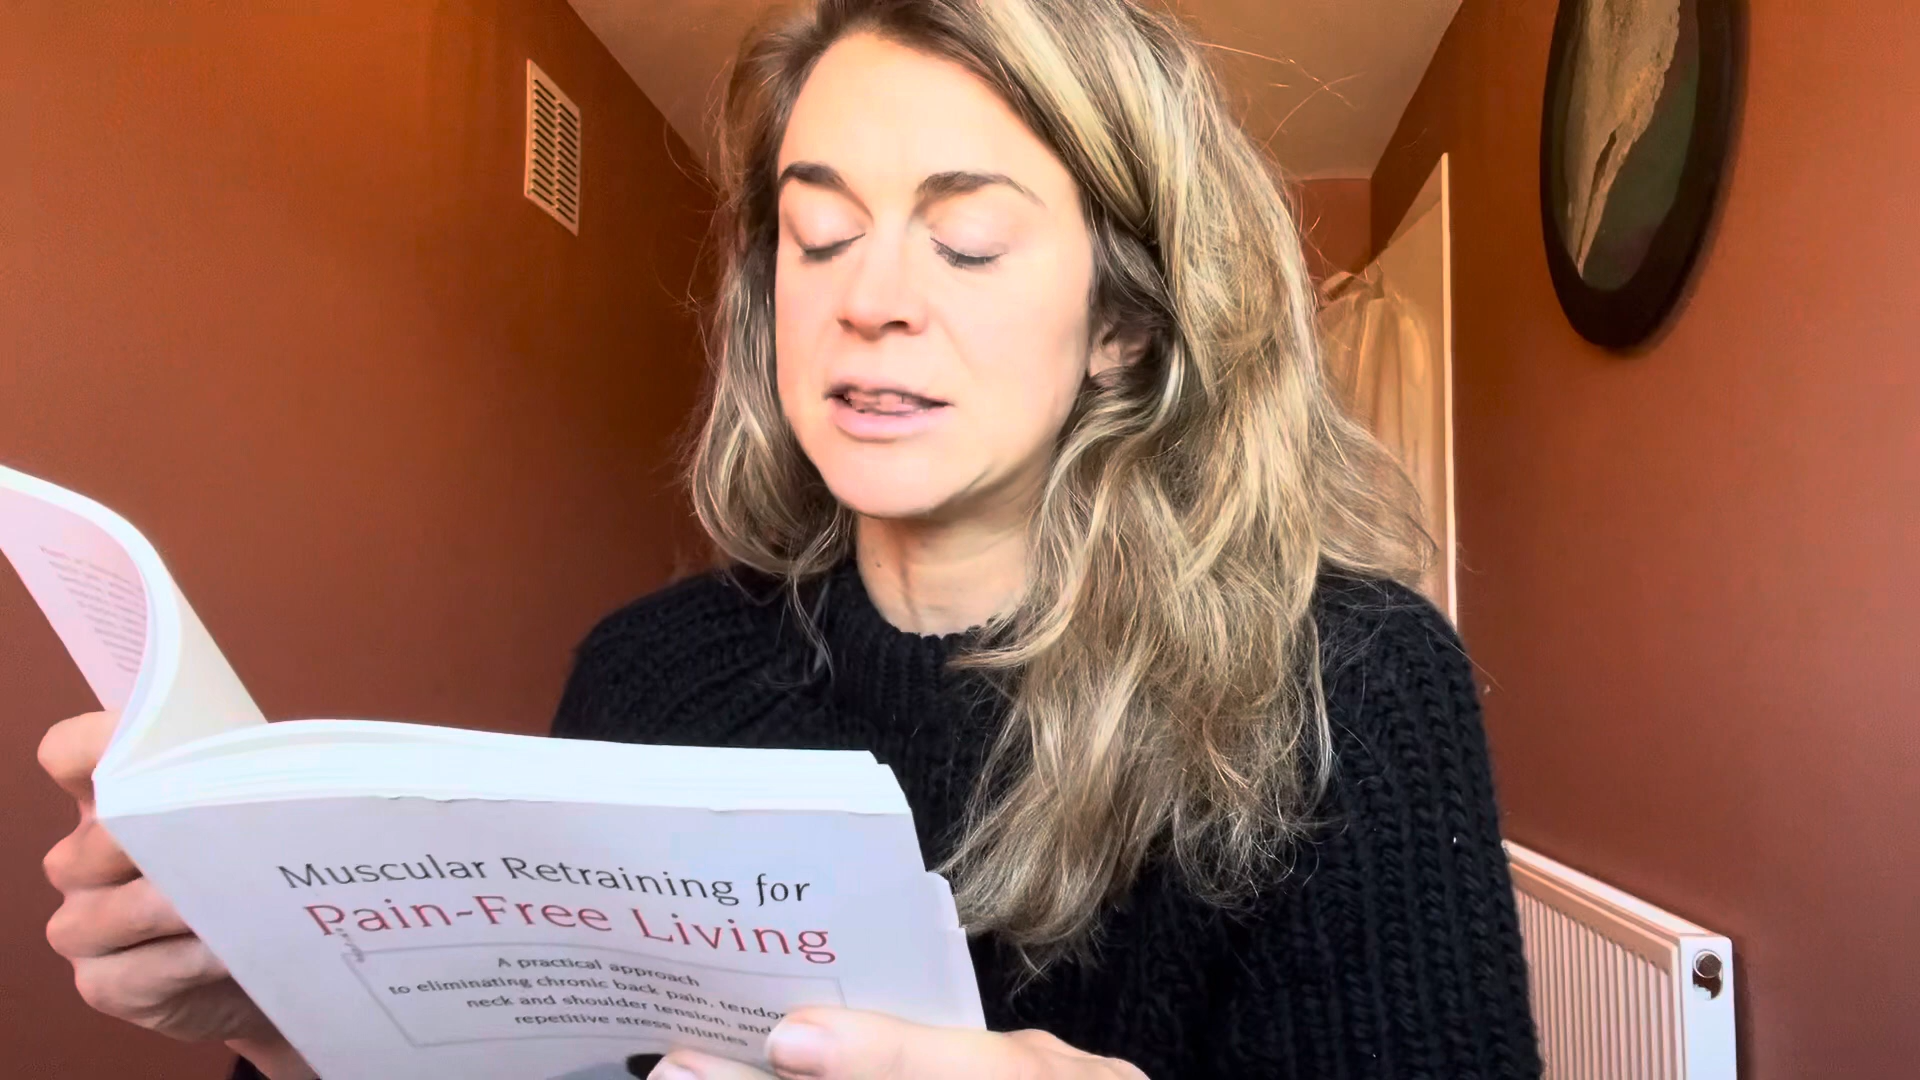 Muscular Retraining for
Pain-Free Living
A practical approach
to eliminating chronic back pain, tendo
neck and shoulder tension, and
repetitive stress injuries